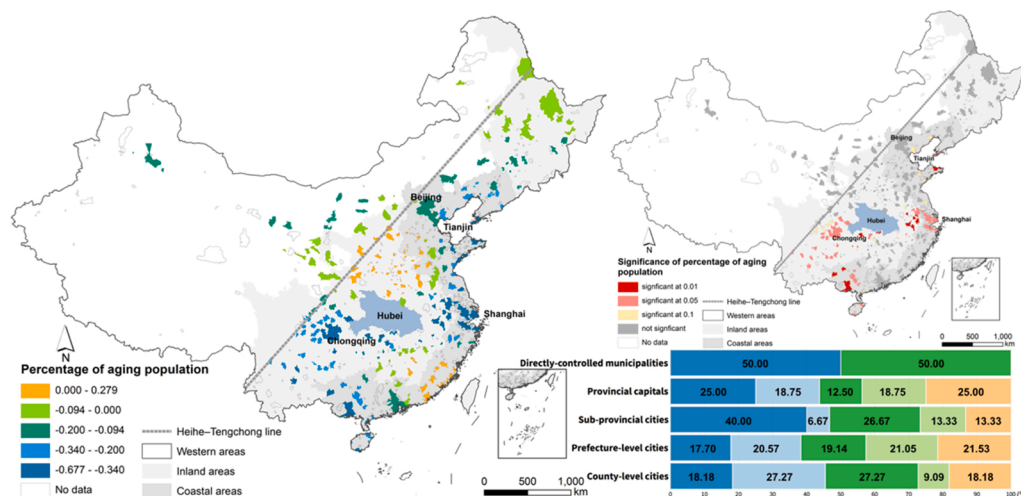 Beijing
Tianjin
Hubei
Shanghai
Chongqing
N
Percentage of aging population
0.000 - 0.279
-0.094 - 0.000
-0.200 - -0.094
-0.340 - -0.200
-0.677 - -0.340
No data
Heihe–Tengchong line
Western areas
Inland areas
Coastal areas
0 500 1,000
km
Beijing
Tianjin
Hubei
Shanghai
Chongqing
N
Significance of percentage of aging
population
signficant at 0.01
signficant at 0.05
signficant at 0.1
not signficant
No data
Heihe–Tengchong line
Western areas
Inland areas
Coastal areas
0 500 1,000
km
Directly-controlled municipalities 50.00 50.00
Provincial capitals 25.00 18.75 12.50 18.75 25.00
Sub-provincial cities 40.00 6.67 26.67 13.33 13.33
Prefecture-level cities 17.70 20.57 19.14 21.05 21.53
County-level cities 18.18 27.27 27.27 9.09 18.18
0 10 20 30 40 50 60 70 80 90 100